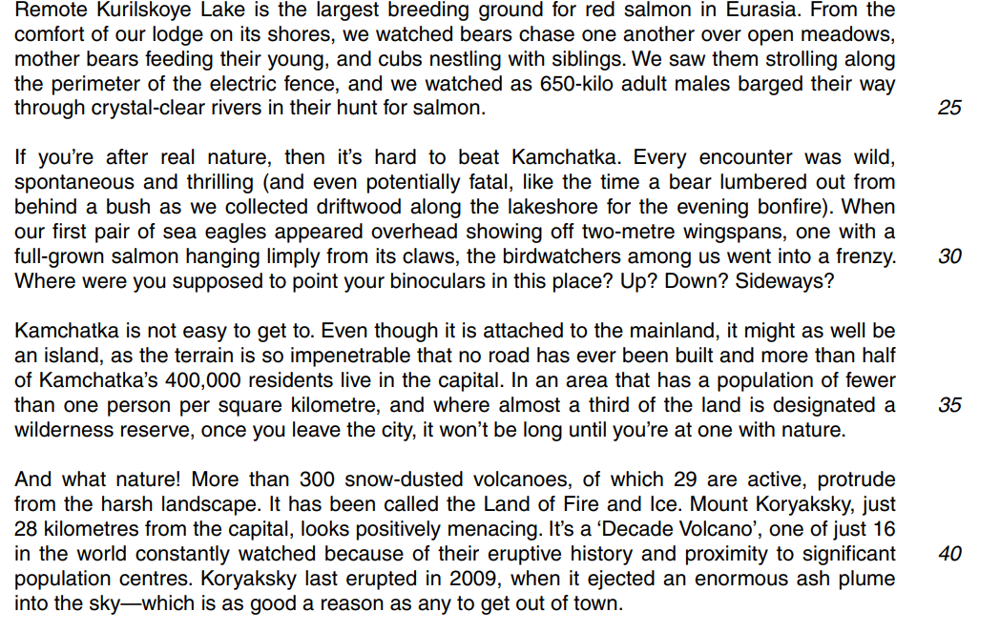 Remote Kurilskoye Lake is the largest breeding ground for red salmon in Eurasia. From the
comfort of our lodge on its shores, we watched bears chase one another over open meadows,
mother bears feeding their young, and cubs nestling with siblings. We saw them strolling along
the perimeter of the electric fence, and we watched as 650-kilo adult males barged their way
through crystal-clear rivers in their hunt for salmon. 25
If you’re after real nature, then it’s hard to beat Kamchatka. Every encounter was wild,
spontaneous and thrilling (and even potentially fatal, like the time a bear lumbered out from
behind a bush as we collected driftwood along the lakeshore for the evening bonfire). When
our first pair of sea eagles appeared overhead showing off two-metre wingspans, one with a
full-grown salmon hanging limply from its claws, the birdwatchers among us went into a frenzy. 30
Where were you supposed to point your binoculars in this place? Up? Down? Sideways?
Kamchatka is not easy to get to. Even though it is attached to the mainland, it might as well be
an island, as the terrain is so impenetrable that no road has ever been built and more than half
of Kamchatka’s 400,000 residents live in the capital. In an area that has a population of fewer
than one person per square kilometre, and where almost a third of the land is designated a 35
wilderness reserve, once you leave the city, it won’t be long until you’re at one with nature.
And what nature! More than 300 snow-dusted volcanoes, of which 29 are active, protrude
from the harsh landscape. It has been called the Land of Fire and Ice. Mount Koryaksky, just
28 kilometres from the capital, looks positively menacing. It’s a ‘Decade Volcano’, one of just 16
in the world constantly watched because of their eruptive history and proximity to significant 40
population centres. Koryaksky last erupted in 2009, when it ejected an enormous ash plume
into the sky—which is as good a reason as any to get out of town.